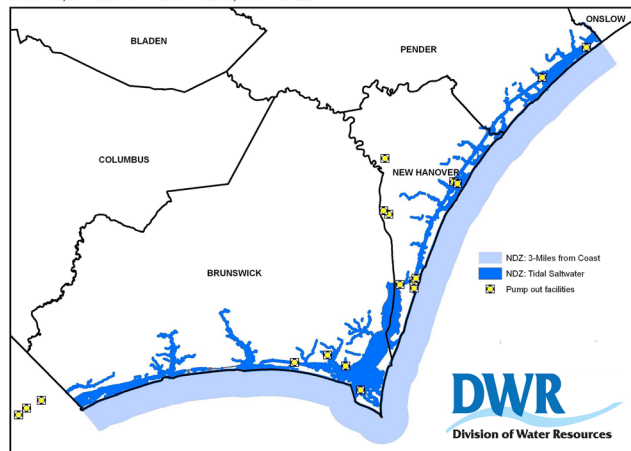 ONSLOW
BLADEN
PENDER
COLUMBUS
NEW HANOVER
BRUNSWICK
NDZ: 3-Miles from Coast
NDZ: Tidal Saltwater
Pump out facilities
DWR
Division of Water Resources